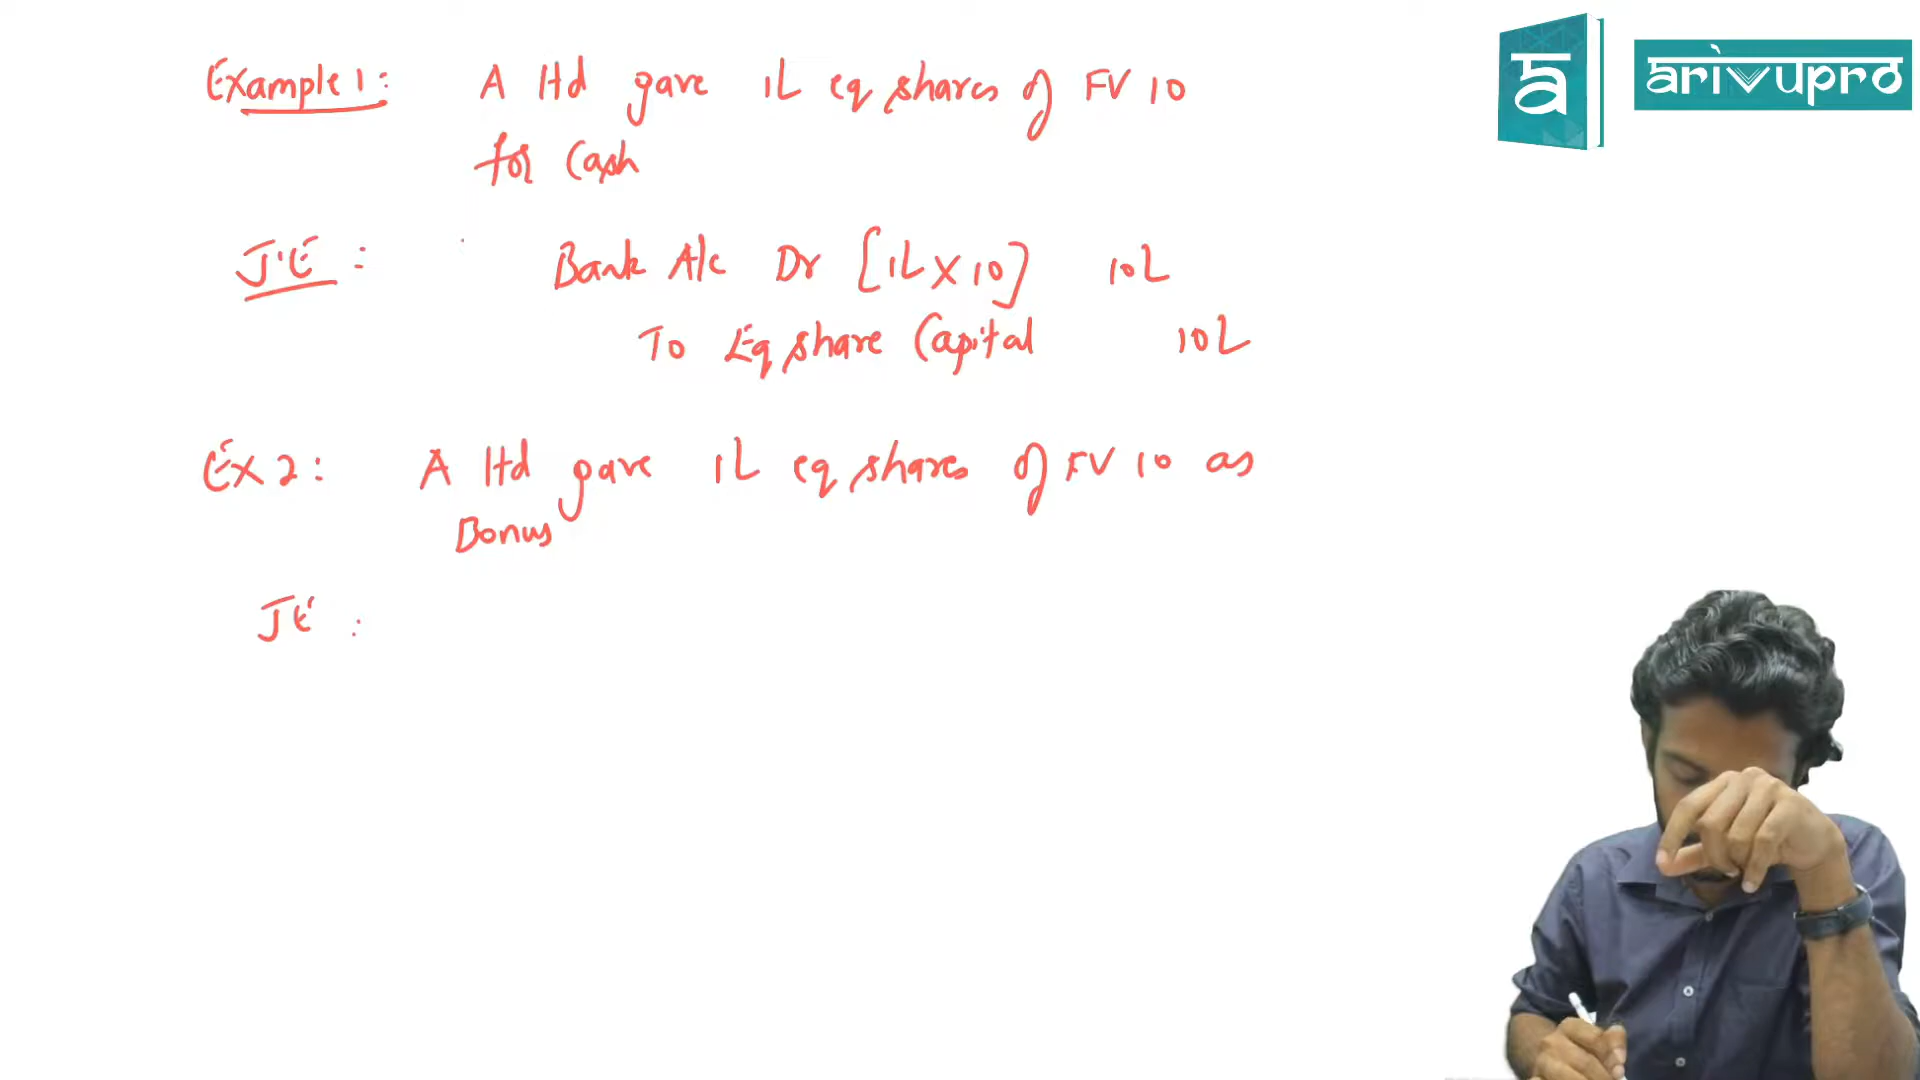 Example 1: A ltd gave 1L eq shares of FV 10
for Cash
JE: Bank A/c Dr [1L X 10] 10L
To Eq share Capital 10L
EX 2: A ltd gave 1L eq shares of FV 10 as
Bonus
JE :
arivupro